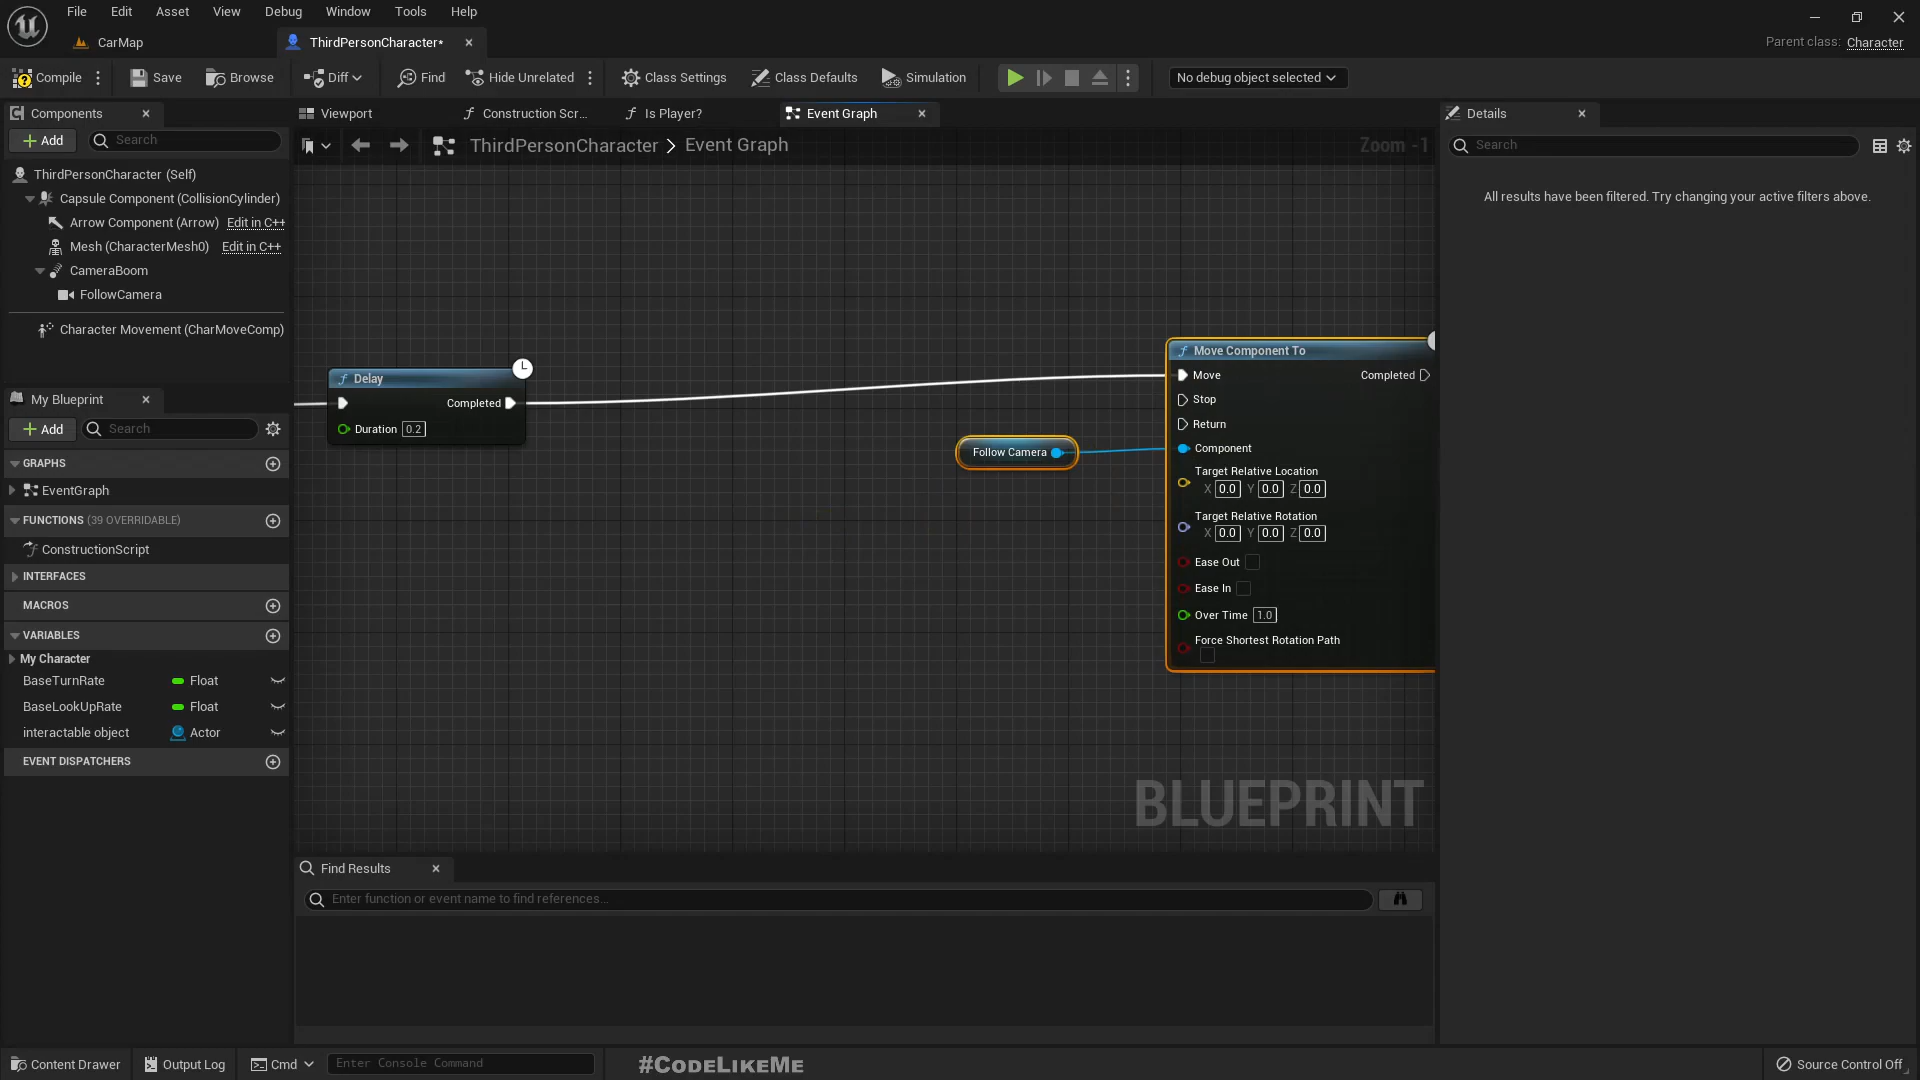 File Edit Asset View Debug Window Tools Help
CarMap
ThirdPersonCharacter*
Parent class: Character
Compile
Save
Browse
Diff
Find
Hide Unrelated
Class Settings
Class Defaults
Simulation
No debug object selected
Components
Viewport
Construction Scr...
Is Player?
Event Graph
Details
Add
Search
ThirdPersonCharacter > Event Graph
Zoom -1
Search
ThirdPersonCharacter (Self)
All results have been filtered. Try changing your active filters above.
Capsule Component (CollisionCylinder)
Arrow Component (Arrow) Edit in C++
Mesh (CharacterMesh0) Edit in C++
CameraBoom
FollowCamera
Character Movement (CharMoveComp)
Delay
Completed
Duration 0.2
Follow Camera
Move Component To
Move Completed
Stop
Return
Component
Target Relative Location
X 0.0 Y 0.0 Z 0.0
Target Relative Rotation
X 0.0 Y 0.0 Z 0.0
Ease Out
Ease In
Over Time 1.0
Force Shortest Rotation Path
My Blueprint
Add
Search
GRAPHS
EventGraph
FUNCTIONS (39 OVERRIDABLE)
ConstructionScript
INTERFACES
MACROS
VARIABLES
My Character
BaseTurnRate Float
BaseLookUpRate Float
interactable object Actor
EVENT DISPATCHERS
BLUEPRINT
Find Results
Enter function or event name to find references...
Content Drawer
Output Log
Cmd
Enter Console Command
#CODELIKEME
Source Control Off